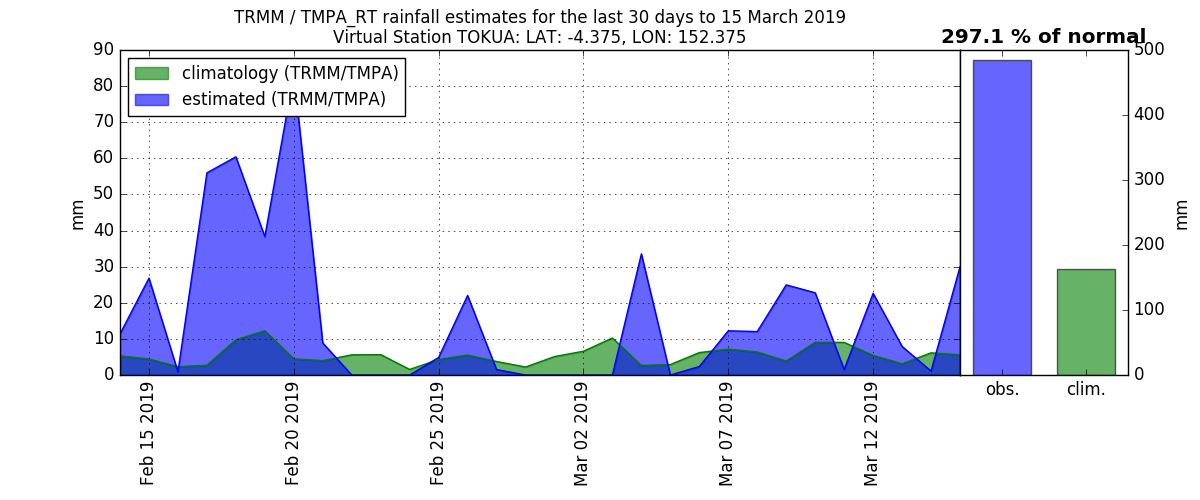 TRMM / TMPA_RT rainfall estimates for the last 30 days to 15 March 2019
Virtual Station TOKUA: LAT: -4.375, LON: 152.375
297.1 % of normal
climatology (TRMM/TMPA)
estimated (TRMM/TMPA)
90
80
70
60
50
40
30
20
10
0
mm
Feb 15 2019
Feb 20 2019
Feb 25 2019
Mar 02 2019
Mar 07 2019
Mar 12 2019
500
400
300
200
100
0
mm
obs.
clim.